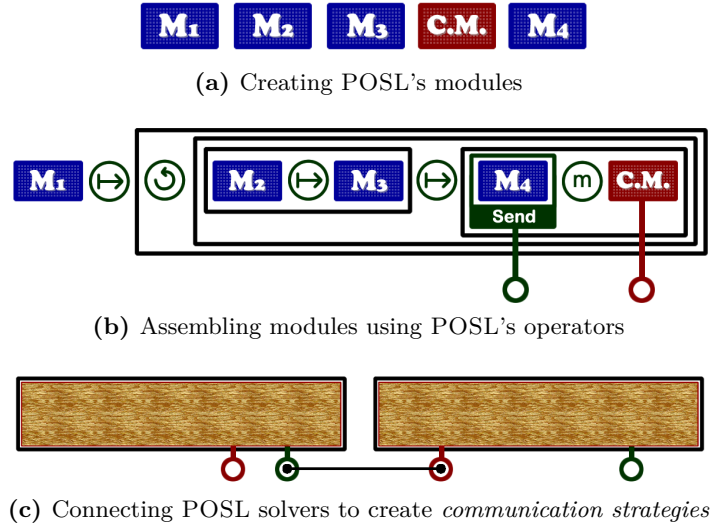 M₁ M₂ M₃ C.M. M₄
(a) Creating POSL's modules
M₁ M₂ M₃ M₄ m C.M.
Send
(b) Assembling modules using POSL's operators
(c) Connecting POSL solvers to create communication strategies